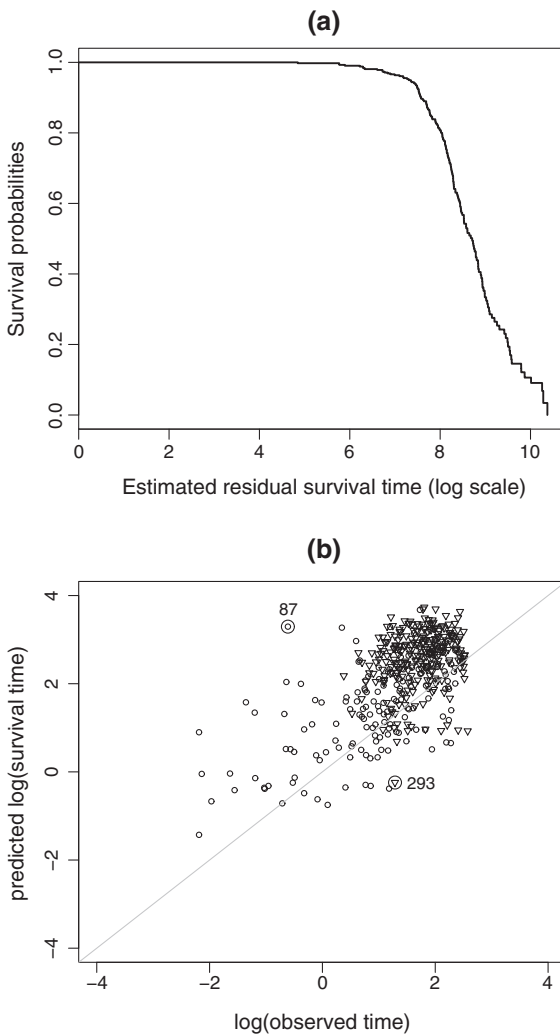 (a)
Survival probabilities
1.0
0.8
0.6
0.4
0.2
0.0
0 2 4 6 8 10
Estimated residual survival time (log scale)
(b)
predicted log(survival time)
4
2
0
−2
−4
87
293
−4 −2 0 2 4
log(observed time)